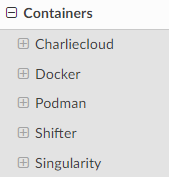 Containers
Charliecloud
Docker
Podman
Shifter
Singularity